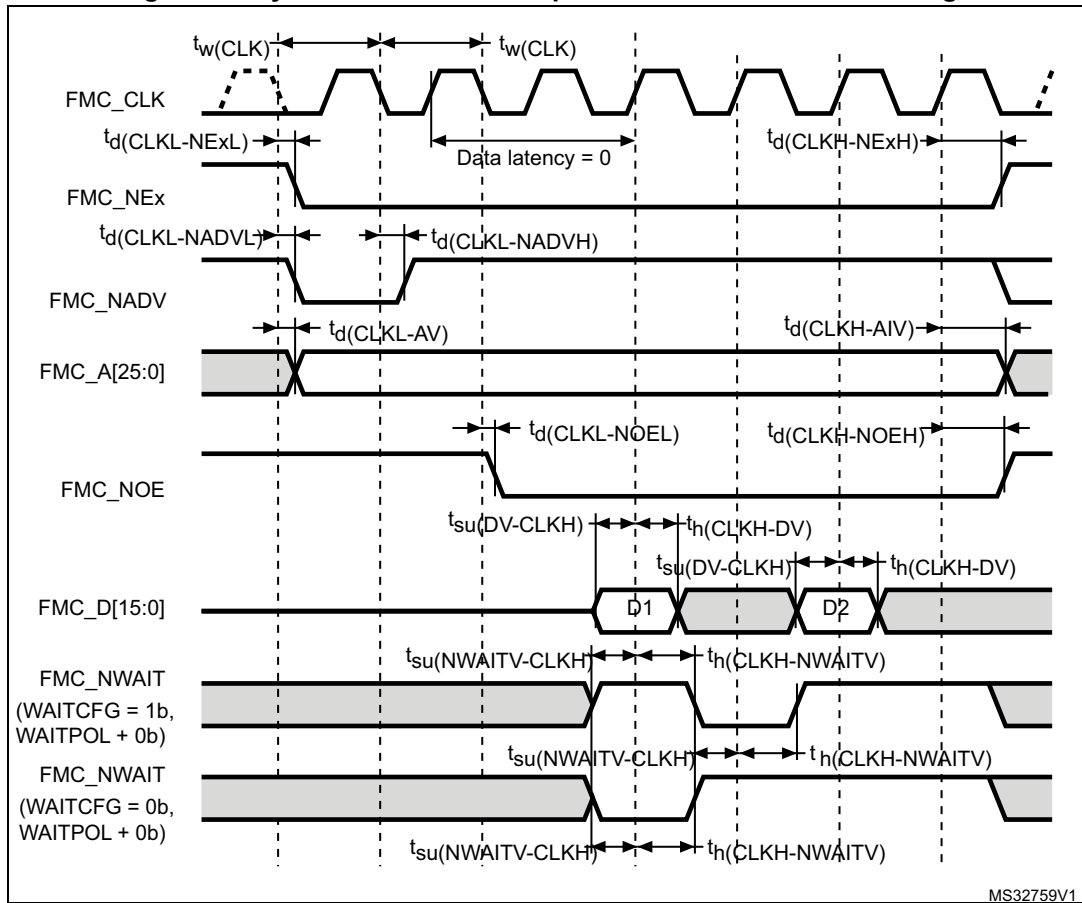 tw(CLK) tw(CLK)
FMC_CLK
td(CLKL-NExL) Data latency = 0 td(CLKH-NExH)
FMC_NEx
td(CLKL-NADVL) td(CLKL-NADVH)
FMC_NADV
td(CLKL-AV) td(CLKH-AIV)
FMC_A[25:0]
td(CLKL-NOEL) td(CLKH-NOEH)
FMC_NOE
tsu(DV-CLKH) th(CLKH-DV)
tsu(DV-CLKH) th(CLKH-DV)
FMC_D[15:0] D1 D2
tsu(NWAITV-CLKH) th(CLKH-NWAITV)
FMC_NWAIT
(WAITCFG = 1b,
WAITPOL + 0b)
tsu(NWAITV-CLKH) th(CLKH-NWAITV)
FMC_NWAIT
(WAITCFG = 0b,
WAITPOL + 0b)
tsu(NWAITV-CLKH) th(CLKH-NWAITV)
MS32759V1